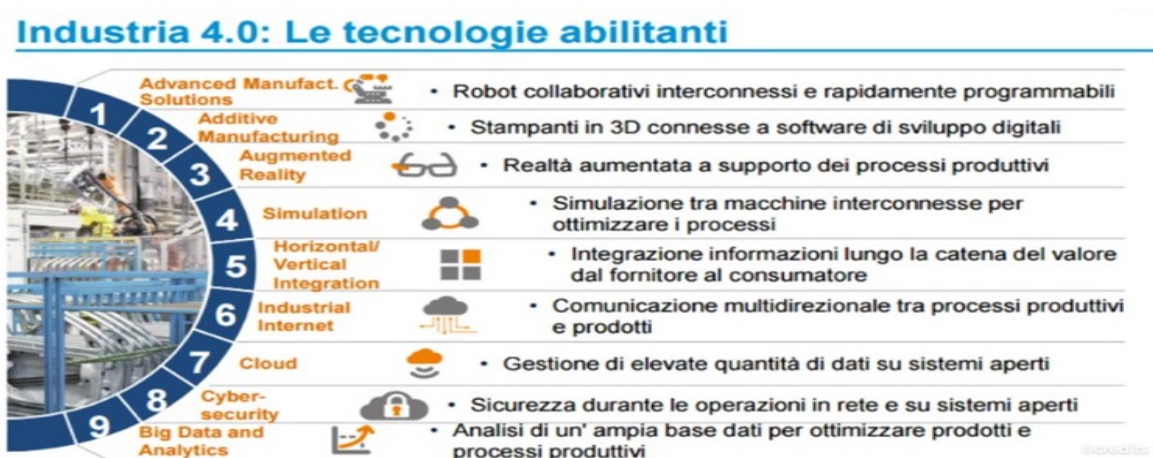 Industria 4.0: Le tecnologie abilitanti
1
Advanced Manufact.
Solutions
• Robot collaborativi interconnessi e rapidamente programmabili
2
Additive
Manufacturing
• Stampanti in 3D connesse a software di sviluppo digitali
3
Augmented
Reality
• Realtà aumentata a supporto dei processi produttivi
4
Simulation
• Simulazione tra macchine interconnesse per
ottimizzare i processi
5
Horizontal/
Vertical
Integration
• Integrazione informazioni lungo la catena del valore
dal fornitore al consumatore
6
Industrial
Internet
• Comunicazione multidirezionale tra processi produttivi
e prodotti
7
Cloud
• Gestione di elevate quantità di dati su sistemi aperti
8
Cyber-
security
• Sicurezza durante le operazioni in rete e su sistemi aperti
9
Big Data and
Analytics
• Analisi di un' ampia base dati per ottimizzare prodotti e
processi produttivi
©credits